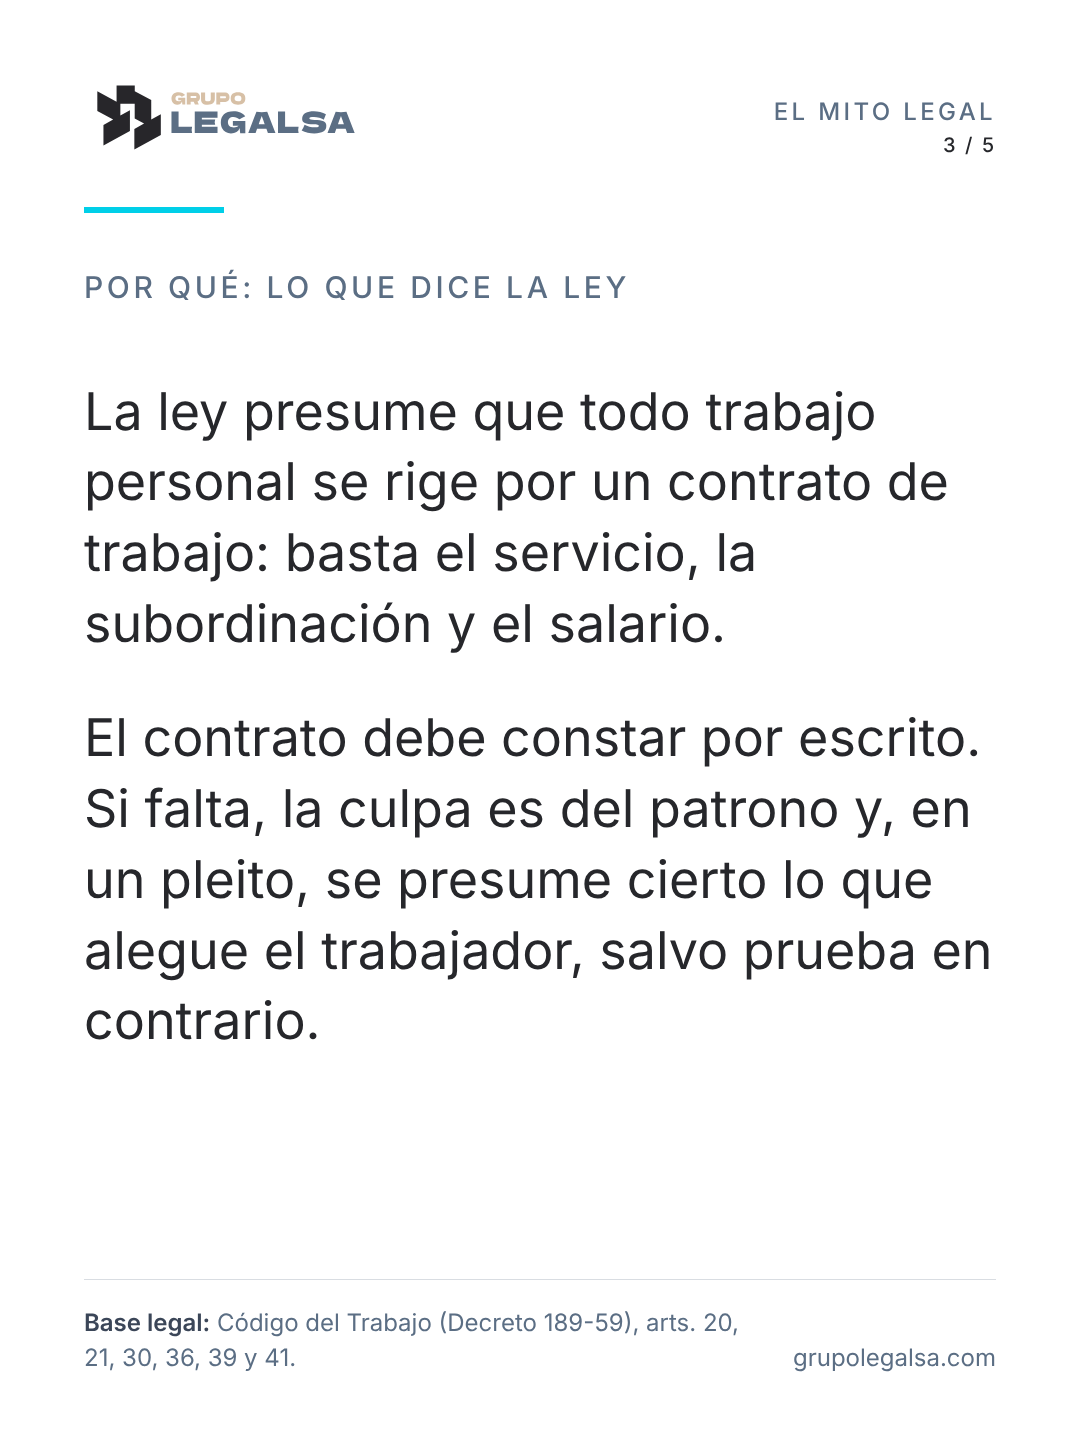 GRUPO
LEGALSA
EL MITO LEGAL
3 / 5
POR QUÉ: LO QUE DICE LA LEY
La ley presume que todo trabajo
personal se rige por un contrato de
trabajo: basta el servicio, la
subordinación y el salario.
El contrato debe constar por escrito.
Si falta, la culpa es del patrono y, en
un pleito, se presume cierto lo que
alegue el trabajador, salvo prueba en
contrario.
Base legal: Código del Trabajo (Decreto 189-59), arts. 20,
21, 30, 36, 39 y 41.
grupolegalsa.com